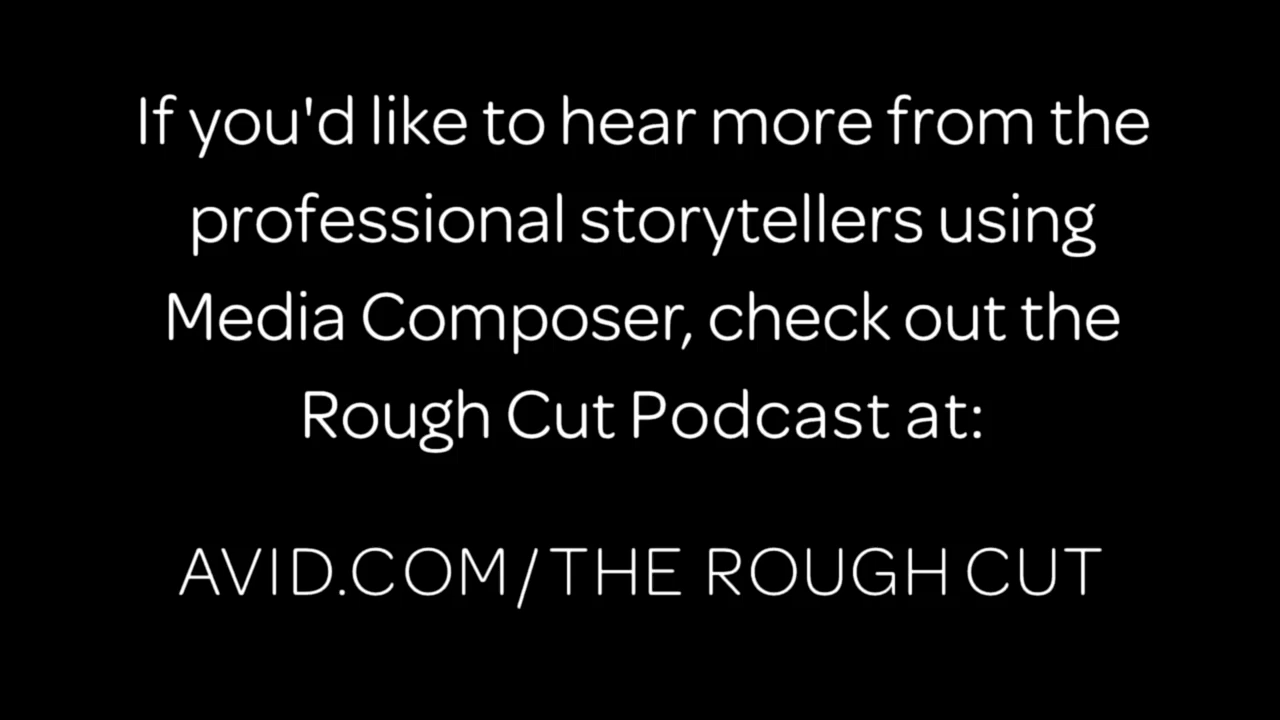 If you'd like to hear more from the
professional storytellers using
Media Composer, check out the
Rough Cut Podcast at:
AVID.COM/THE ROUGH CUT